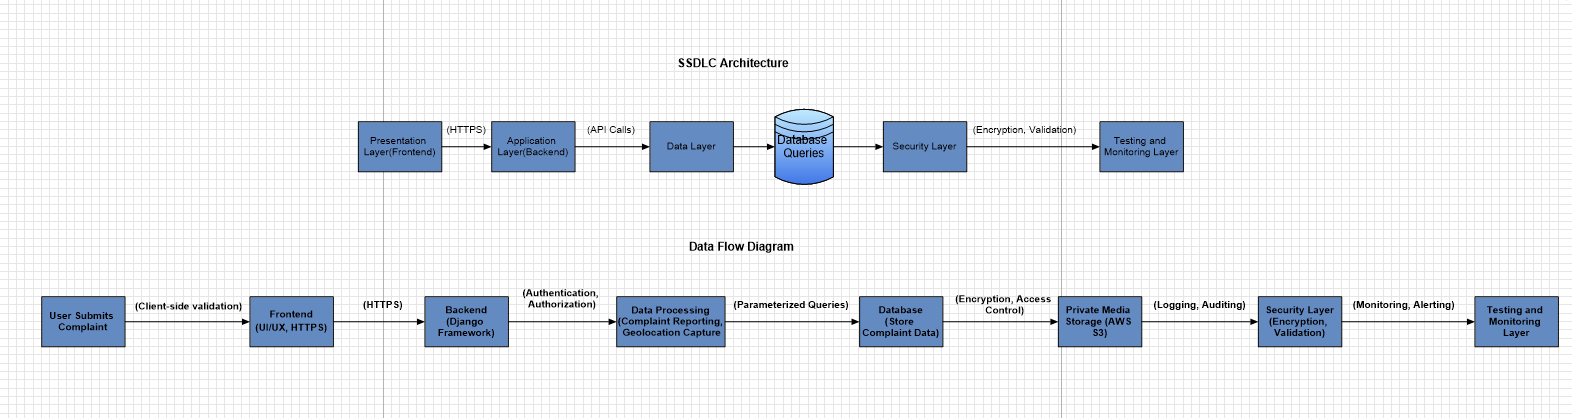 SSDLC Architecture
Presentation
Layer(Frontend)
(HTTPS)
Application
Layer(Backend)
(API Calls)
Data Layer
Database
Queries
Security Layer
(Encryption, Validation)
Testing and
Monitoring Layer
Data Flow Diagram
User Submits
Complaint
(Client-side validation)
Frontend
(UI/UX, HTTPS)
(HTTPS)
Backend
(Django
Framework)
(Authentication,
Authorization)
Data Processing
(Complaint Reporting,
Geolocation Capture
(Parameterized Queries)
Database
(Store
Complaint Data)
(Encryption, Access
Control)
Private Media
Storage (AWS
S3)
(Logging, Auditing)
Security Layer
(Encryption,
Validation)
(Monitoring, Alerting)
Testing and
Monitoring
Layer